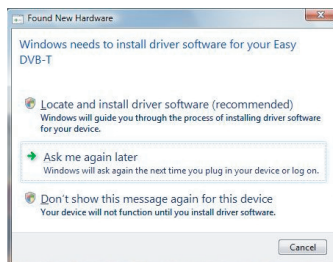 Found New Hardware
Windows needs to install driver software for your Easy
DVB-T
Locate and install driver software (recommended)
Windows will guide you through the process of installing driver software
for your device.
Ask me again later
Windows will ask again the next time you plug in your device or log on.
Don't show this message again for this device
Your device will not function until you install driver software.
Cancel